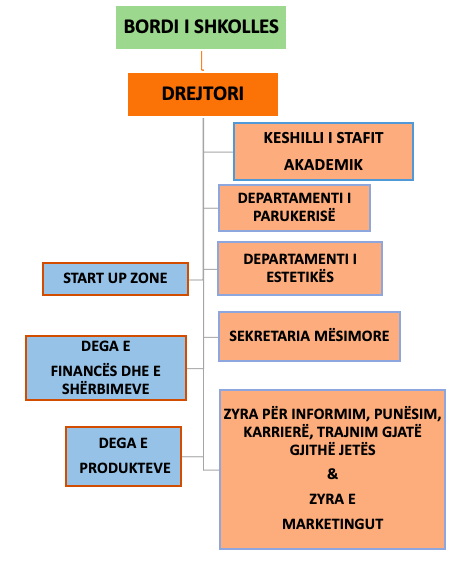 BORDI I SHKOLLES
DREJTORI
KESHILLI I STAFIT
AKADEMIK
DEPARTAMENTI I
PARUKERISË
DEPARTAMENTI I
ESTETIKËS
START UP ZONE
SEKRETARIA MËSIMORE
DEGA E
FINANCËS DHE E
SHËRBIMEVE
ZYRA PËR INFORMIM, PUNËSIM,
KARRIERË, TRAJNIM GJATË
GJITHË JETËS
&
ZYRA E
MARKETINGUT
DEGA E
PRODUKTEVE